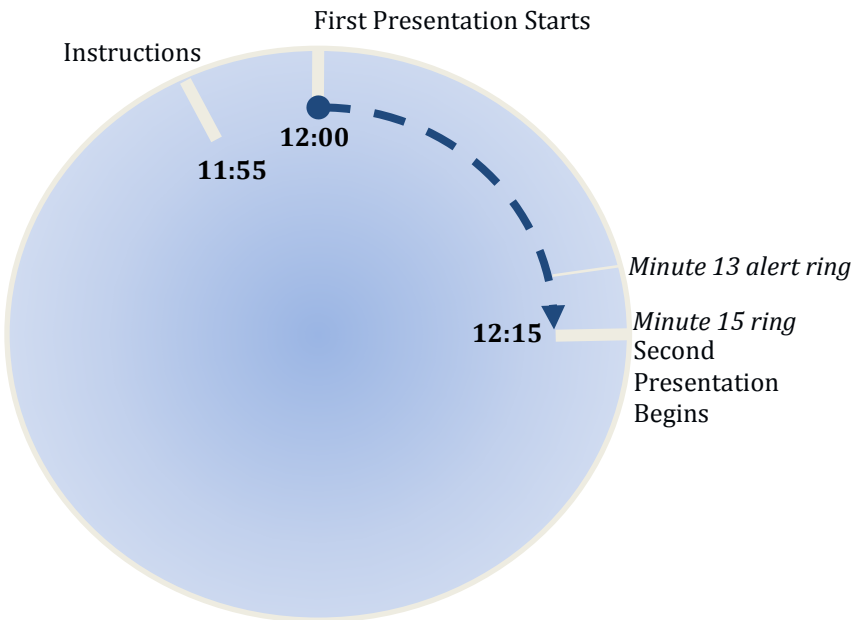 First Presentation Starts
Instructions
12:00
11:55
Minute 13 alert ring
Minute 15 ring
12:15
Second
Presentation
Begins